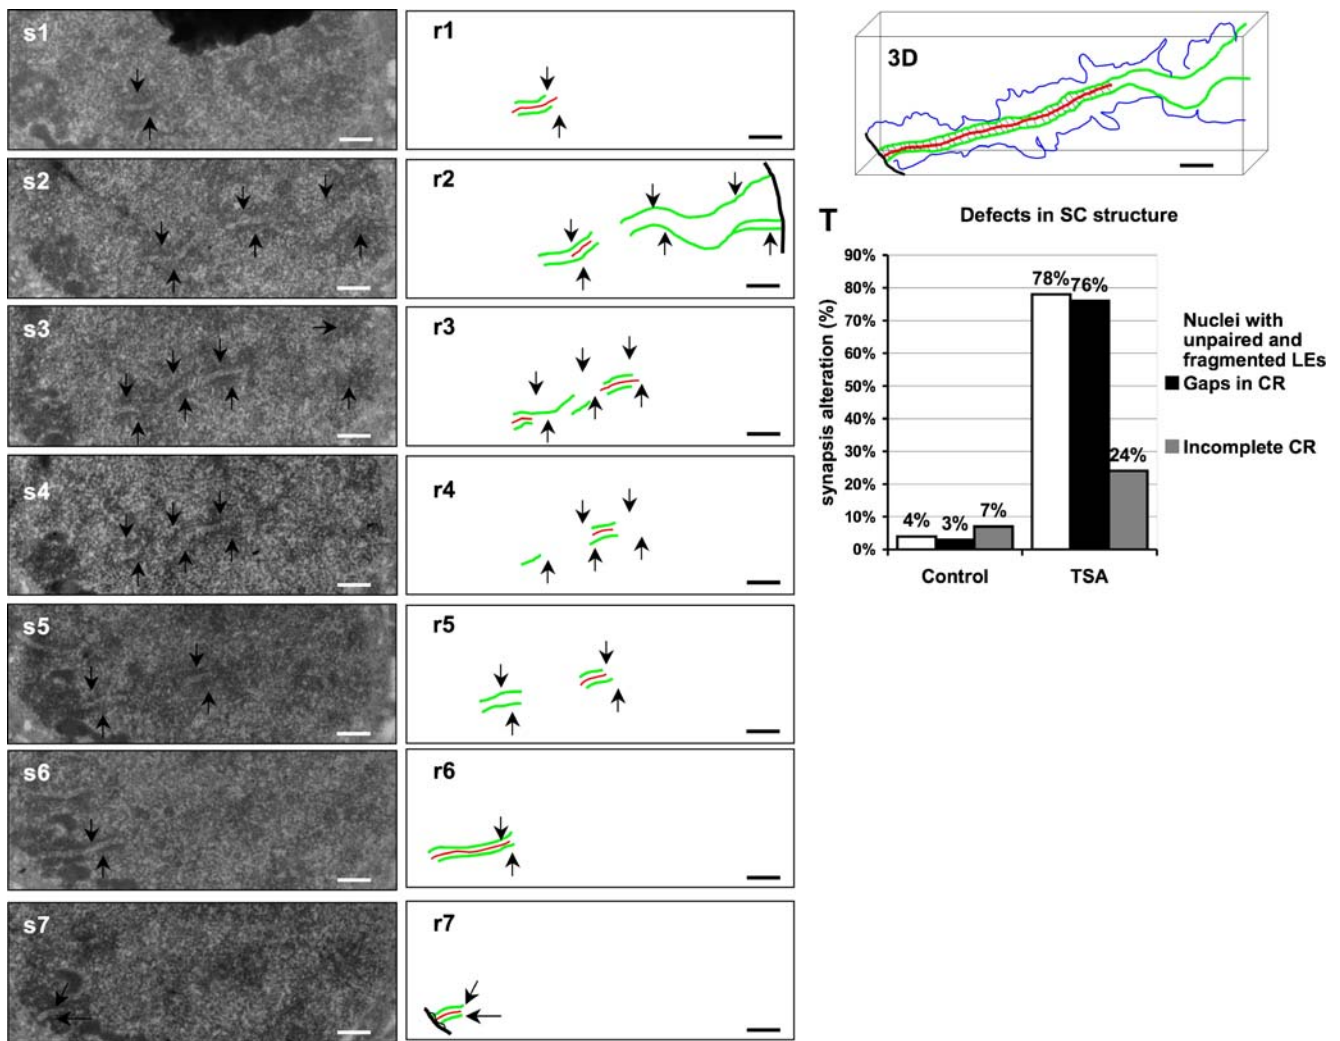 s1
r1
3D
s2
r2
s3
r3
s4
r4
s5
r5
s6
r6
s7
r7
T
Defects in SC structure
synapsis alteration (%)
90%
80%
70%
60%
50%
40%
30%
20%
10%
0%
4%
3%
7%
78%
76%
24%
Control
TSA
Nuclei with
unpaired and
fragmented LEs
Gaps in CR
Incomplete CR